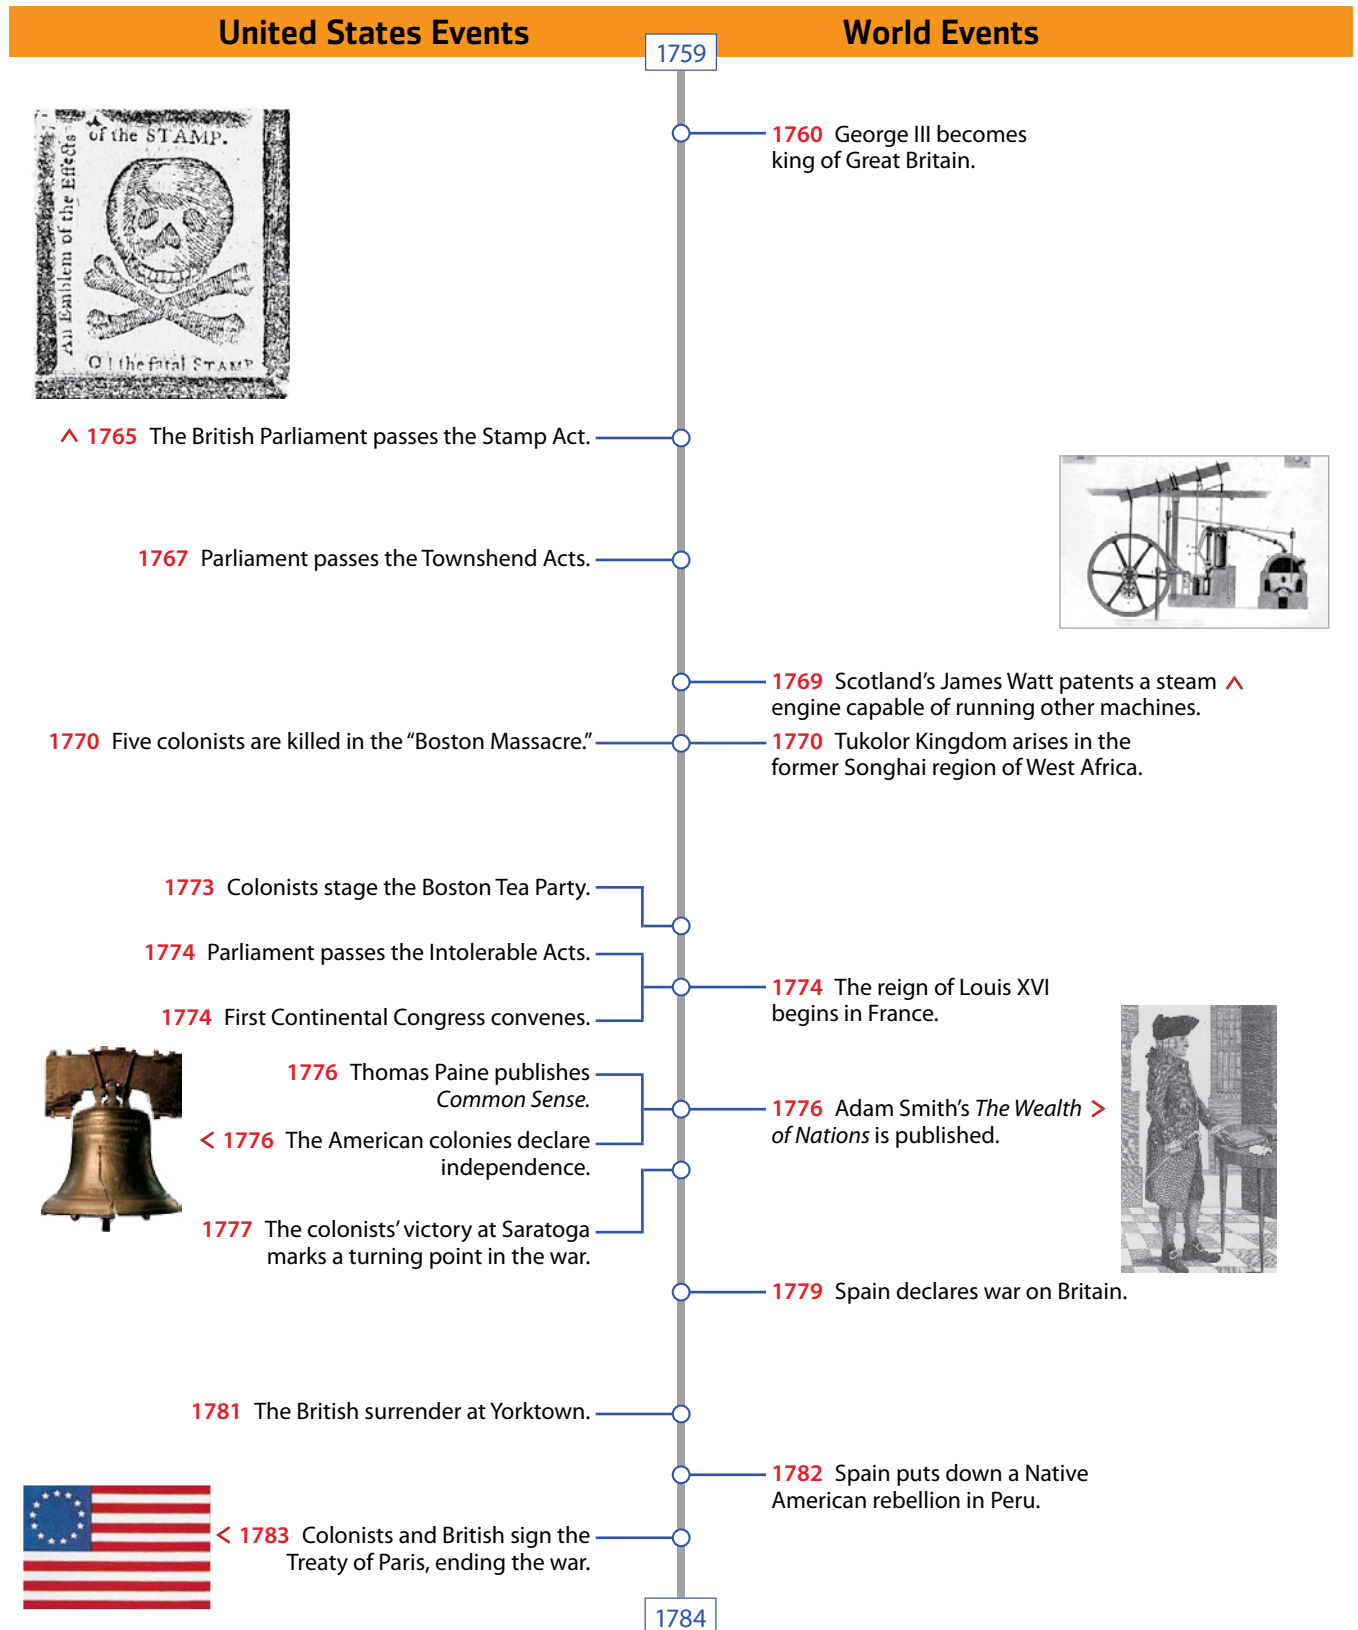 United States Events
World Events
1759
An Emblem of the Effects
of the STAMP.
O! the fatal STAMP
1760 George III becomes
king of Great Britain.
^ 1765 The British Parliament passes the Stamp Act.
1767 Parliament passes the Townshend Acts.
1769 Scotland's James Watt patents a steam ^
engine capable of running other machines.
1770 Five colonists are killed in the “Boston Massacre.”
1770 Tukolor Kingdom arises in the
former Songhai region of West Africa.
1773 Colonists stage the Boston Tea Party.
1774 Parliament passes the Intolerable Acts.
1774 First Continental Congress convenes.
1774 The reign of Louis XVI
begins in France.
1776 Thomas Paine publishes
Common Sense.
< 1776 The American colonies declare
independence.
1776 Adam Smith's The Wealth >
of Nations is published.
1777 The colonists' victory at Saratoga
marks a turning point in the war.
1779 Spain declares war on Britain.
1781 The British surrender at Yorktown.
1782 Spain puts down a Native
American rebellion in Peru.
< 1783 Colonists and British sign the
Treaty of Paris, ending the war.
1784